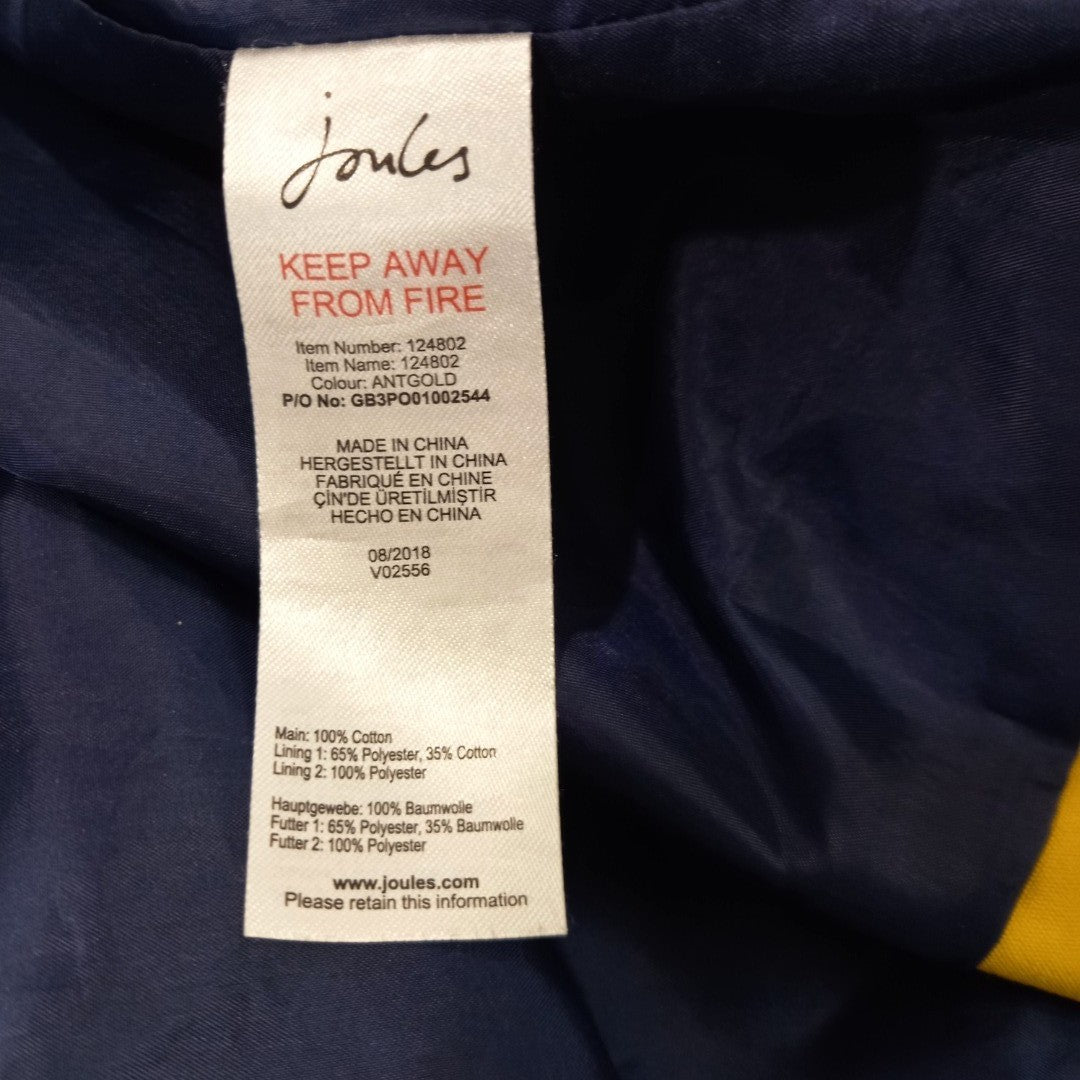 joules
KEEP AWAY
FROM FIRE
Item Number: 124802
Item Name: 124802
Colour: ANTGOLD
P/O No: GB3PO01002544
MADE IN CHINA
HERGESTELLT IN CHINA
FABRIQUÉ EN CHINE
ÇİN'DE ÜRETİLMİŞTİR
HECHO EN CHINA
08/2018
V02556
Main: 100% Cotton
Lining 1: 65% Polyester, 35% Cotton
Lining 2: 100% Polyester
Hauptgewebe: 100% Baumwolle
Futter 1: 65% Polyester, 35% Baumwolle
Futter 2: 100% Polyester
www.joules.com
Please retain this information